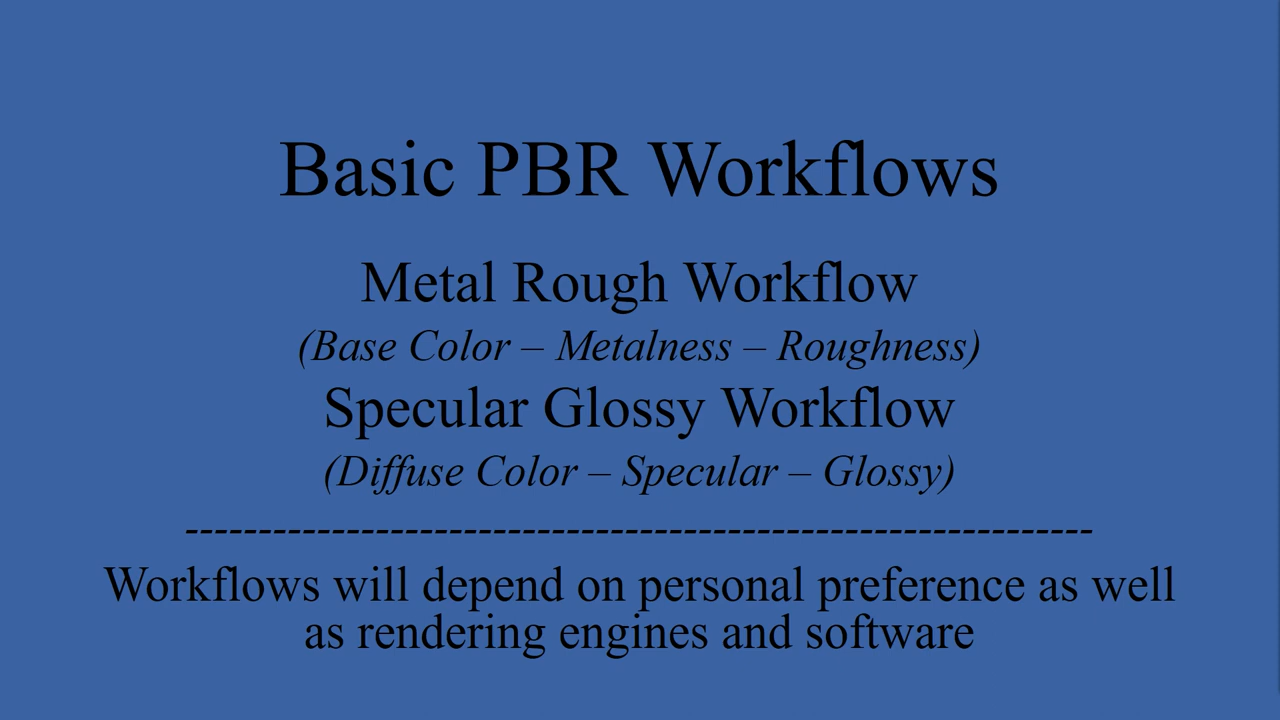 Basic PBR Workflows
Metal Rough Workflow
(Base Color – Metalness – Roughness)
Specular Glossy Workflow
(Diffuse Color – Specular – Glossy)
--------------------------------------------------------------
Workflows will depend on personal preference as well
as rendering engines and software